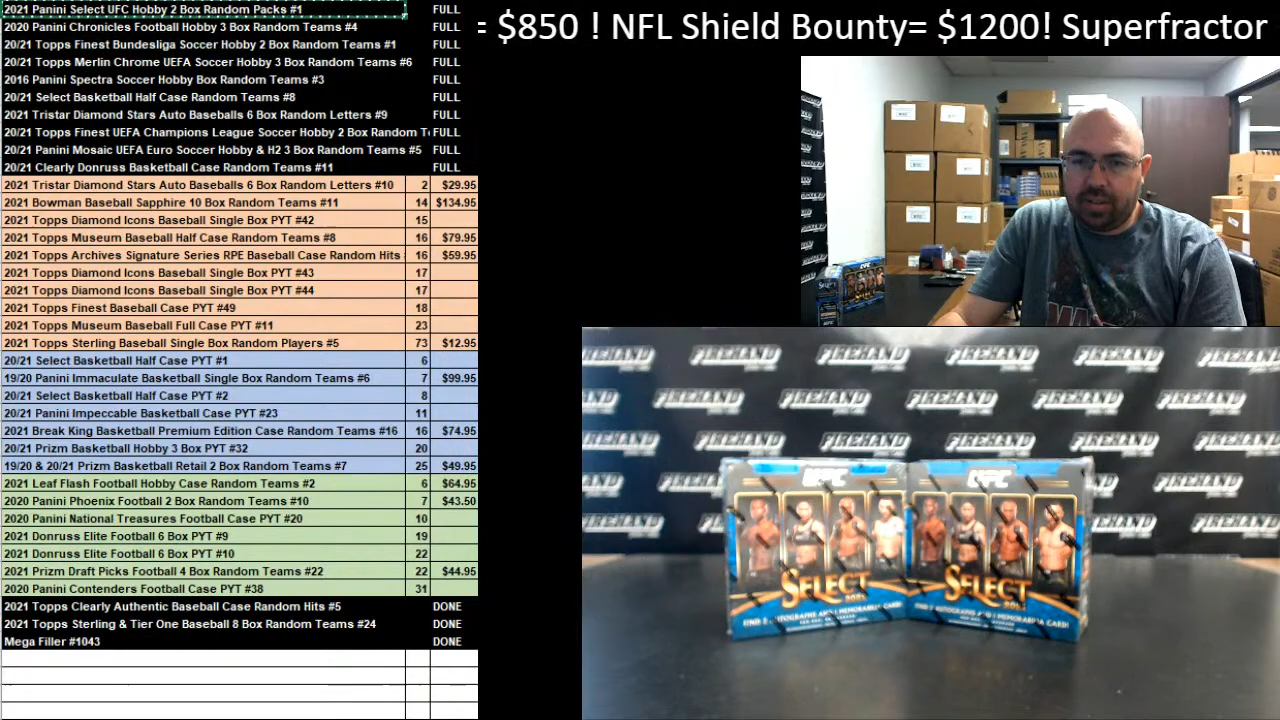 2021 Panini Select UFC Hobby 2 Box Random Packs #1 FULL
2020 Panini Chronicles Football Hobby 3 Box Random Teams #4 FULL
20/21 Topps Finest Bundesliga Soccer Hobby 2 Box Random Teams #1 FULL
20/21 Topps Merlin Chrome UEFA Soccer Hobby 3 Box Random Teams #6 FULL
2016 Panini Spectra Soccer Hobby Box Random Teams #3 FULL
20/21 Select Basketball Half Case Random Teams #8 FULL
2021 Tristar Diamond Stars Auto Baseballs 6 Box Random Letters #9 FULL
20/21 Topps Finest UEFA Champions League Soccer Hobby 2 Box Random T FULL
20/21 Panini Mosaic UEFA Euro Soccer Hobby & H2 3 Box Random Teams #5 FULL
20/21 Clearly Donruss Basketball Case Random Teams #11 FULL
2021 Tristar Diamond Stars Auto Baseballs 6 Box Random Letters #10 2 $29.95
2021 Bowman Baseball Sapphire 10 Box Random Teams #11 14 $134.95
2021 Topps Diamond Icons Baseball Single Box PYT #42 15
2021 Topps Museum Baseball Half Case Random Teams #8 16 $79.95
2021 Topps Archives Signature Series RPE Baseball Case Random Hits 16 $59.95
2021 Topps Diamond Icons Baseball Single Box PYT #43 17
2021 Topps Diamond Icons Baseball Single Box PYT #44 17
2021 Topps Finest Baseball Case PYT #49 18
2021 Topps Museum Baseball Full Case PYT #11 23
2021 Topps Sterling Baseball Single Box Random Players #5 73 $12.95
20/21 Select Basketball Half Case PYT #1 6
19/20 Panini Immaculate Basketball Single Box Random Teams #6 7 $99.95
20/21 Select Basketball Half Case PYT #2 8
20/21 Panini Impeccable Basketball Case PYT #23 11
2021 Break King Basketball Premium Edition Case Random Teams #16 16 $74.95
20/21 Prizm Basketball Hobby 3 Box PYT #32 20
19/20 & 20/21 Prizm Basketball Retail 2 Box Random Teams #7 25 $49.95
2021 Leaf Flash Football Hobby Case Random Teams #2 6 $64.95
2020 Panini Phoenix Football 2 Box Random Teams #10 7 $43.50
2020 Panini National Treasures Football Case PYT #20 10
2021 Donruss Elite Football 6 Box PYT #9 19
2021 Donruss Elite Football 6 Box PYT #10 22
2021 Prizm Draft Picks Football 4 Box Random Teams #22 22 $44.95
2020 Panini Contenders Football Case PYT #38 31
2021 Topps Clearly Authentic Baseball Case Random Hits #5 DONE
2021 Topps Sterling & Tier One Baseball 8 Box Random Teams #24 DONE
Mega Filler #1043 DONE
= $850 ! NFL Shield Bounty= $1200! Superfractor
FIREHAND
UFC
SELECT
2021
UFC
SELECT
2021